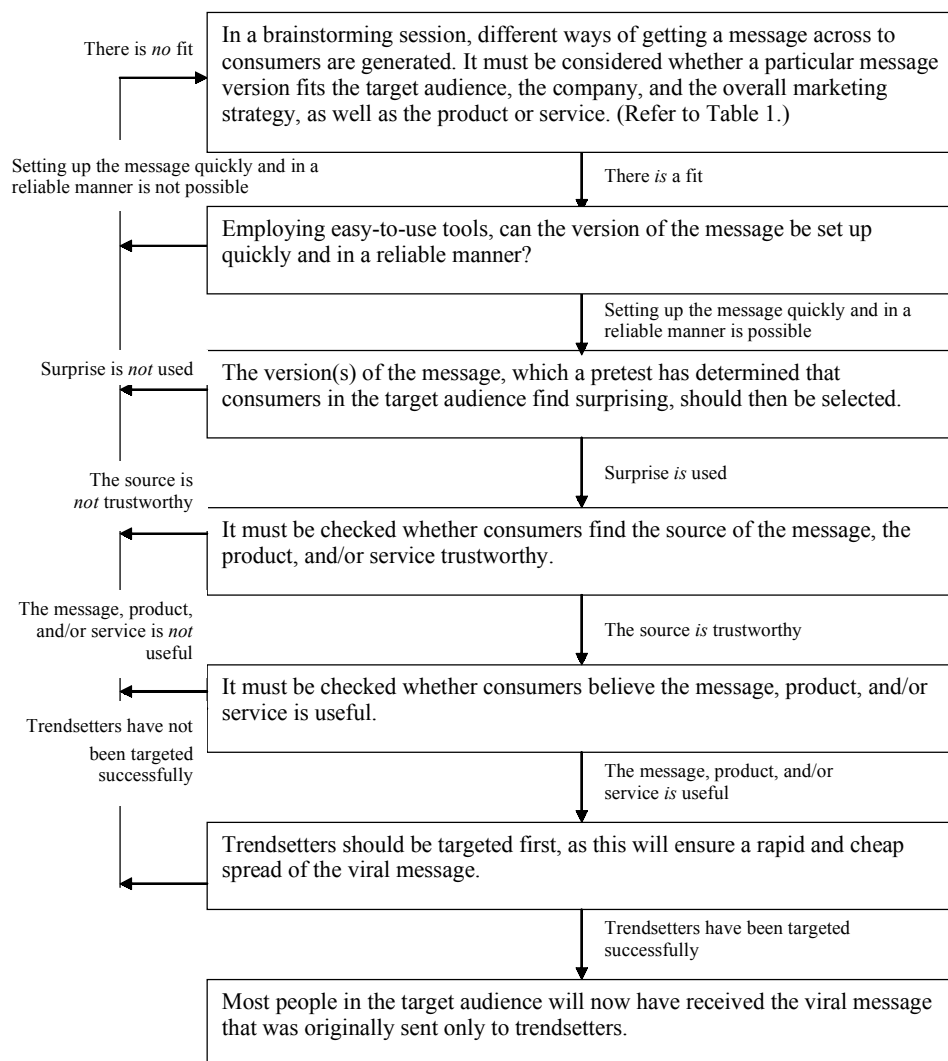 There is no fit
In a brainstorming session, different ways of getting a message across to
consumers are generated. It must be considered whether a particular message
version fits the target audience, the company, and the overall marketing
strategy, as well as the product or service. (Refer to Table 1.)
Setting up the message quickly and in a
reliable manner is not possible
There is a fit
Employing easy-to-use tools, can the version of the message be set up
quickly and in a reliable manner?
Setting up the message quickly and in a
reliable manner is possible
Surprise is not used
The version(s) of the message, which a pretest has determined that
consumers in the target audience find surprising, should then be selected.
Surprise is used
The source is
not trustworthy
It must be checked whether consumers find the source of the message, the
product, and/or service trustworthy.
The message, product,
and/or service is not
useful
The source is trustworthy
It must be checked whether consumers believe the message, product, and/or
service is useful.
Trendsetters have not
been targeted
successfully
The message, product, and/or
service is useful
Trendsetters should be targeted first, as this will ensure a rapid and cheap
spread of the viral message.
Trendsetters have been targeted
successfully
Most people in the target audience will now have received the viral message
that was originally sent only to trendsetters.